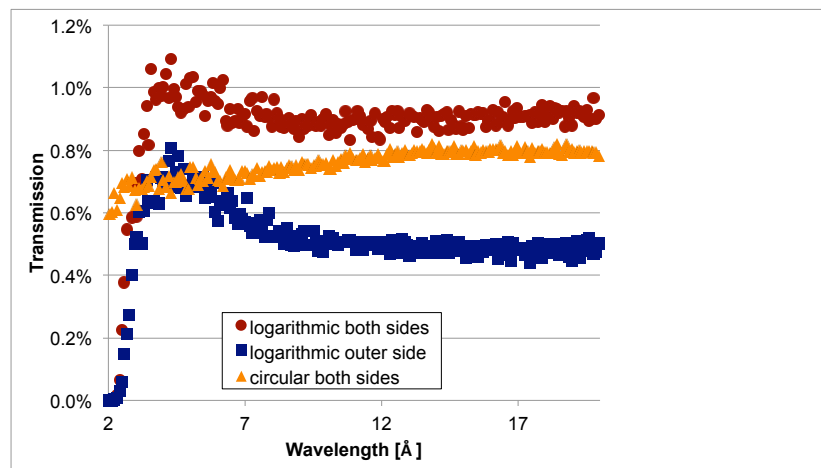 1.2%
1.0%
0.8%
0.6%
0.4%
0.2%
0.0%
Transmission
logarithmic both sides
logarithmic outer side
circular both sides
2
7
12
17
Wavelength [Å]